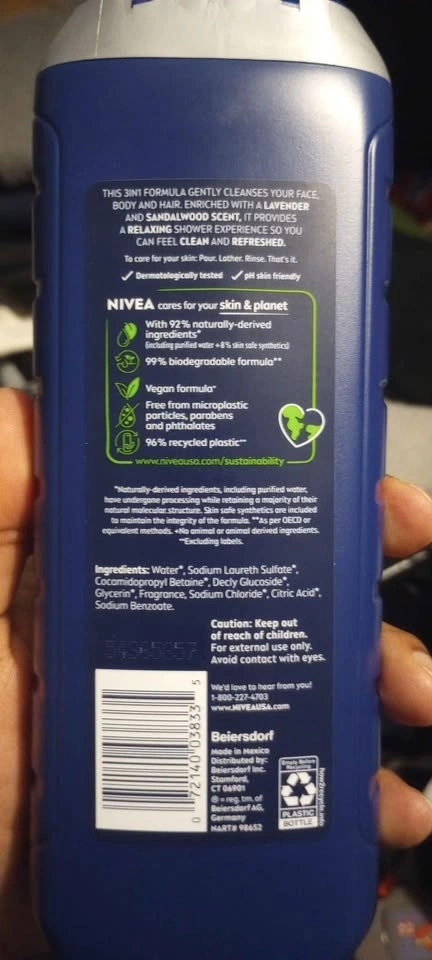 THIS 3IN1 FORMULA GENTLY CLEANSES YOUR FACE,
BODY AND HAIR. ENRICHED WITH A LAVENDER
AND SANDALWOOD SCENT, IT PROVIDES
A RELAXING SHOWER EXPERIENCE SO YOU
CAN FEEL CLEAN AND REFRESHED.
To care for your skin: Pour. Lather. Rinse. That's it.
✓ Dermatologically tested ✓ pH skin friendly
NIVEA cares for your skin & planet
With 92% naturally-derived
ingredients*
(including purified water + 8% skin safe synthetics)
99% biodegradable formula**
Vegan formula+
Free from microplastic
particles, parabens
and phthalates
96% recycled plastic
www.niveausa.com/sustainability
*Naturally-derived ingredients, including purified water,
have undergone processing while retaining a majority of their
natural molecular structure. Skin safe synthetics are included
to maintain the integrity of the formula. **As per OECD or
equivalent methods. +No animal or animal derived ingredients.
Excluding labels.
Ingredients: Water*, Sodium Laureth Sulfate*,
Cocamidopropyl Betaine*, Decly Glucoside*,
Glycerin*, Fragrance, Sodium Chloride*, Citric Acid*,
Sodium Benzoate.
Caution: Keep out
of reach of children.
For external use only.
Avoid contact with eyes.
We'd love to hear from you!
1-800-227-4703
www.NIVEAUSA.com
Beiersdorf
Made in Mexico
Distributed by:
Beiersdorf Inc.
Stamford,
CT 06901
® = reg. tm. of
Beiersdorf AG,
Germany
NART# 98652
0 72140 03833 5
Empty Before
Recycling
PLASTIC
BOTTLE
how2recycle.info